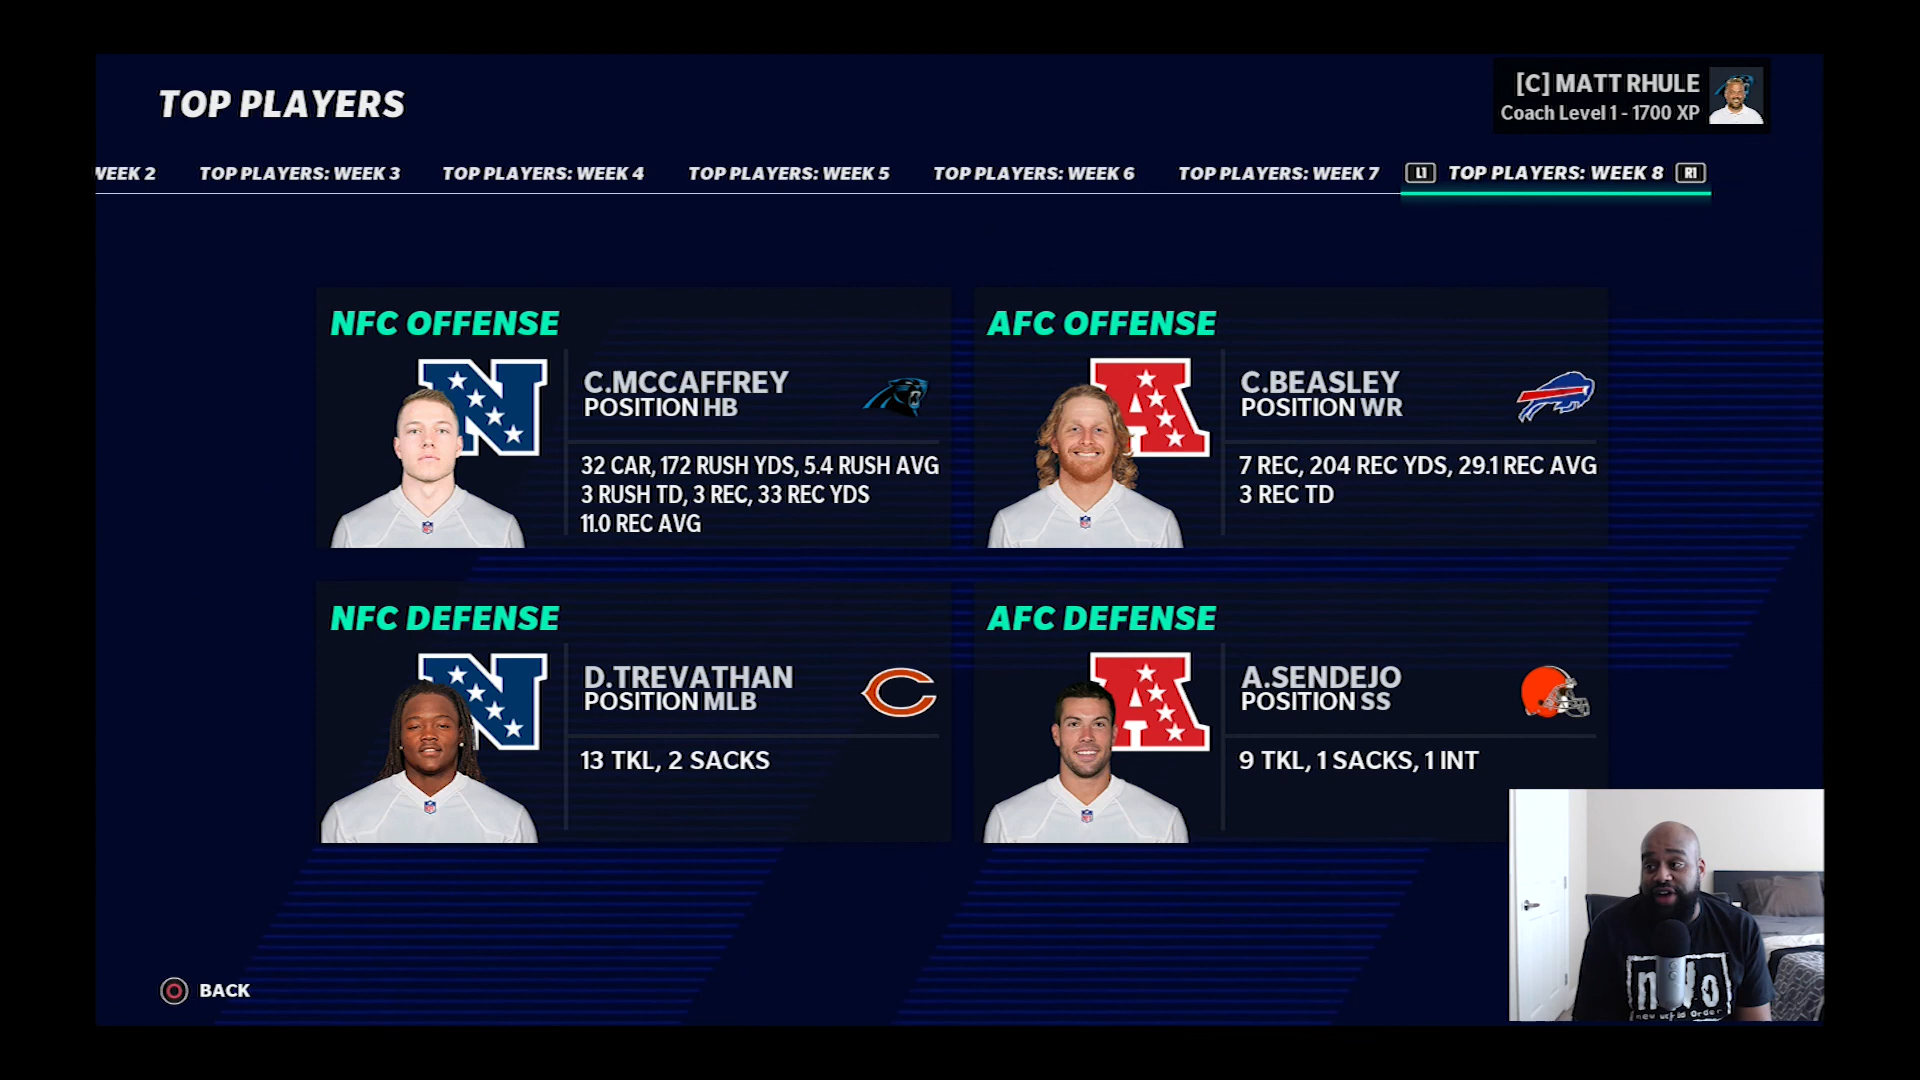 TOP PLAYERS
[C] MATT RHULE
Coach Level 1 - 1700 XP
WEEK 2
TOP PLAYERS: WEEK 3
TOP PLAYERS: WEEK 4
TOP PLAYERS: WEEK 5
TOP PLAYERS: WEEK 6
TOP PLAYERS: WEEK 7
L1
TOP PLAYERS: WEEK 8
R1
NFC OFFENSE
C.MCCAFFREY
POSITION HB
32 CAR, 172 RUSH YDS, 5.4 RUSH AVG
3 RUSH TD, 3 REC, 33 REC YDS
11.0 REC AVG
AFC OFFENSE
C.BEASLEY
POSITION WR
7 REC, 204 REC YDS, 29.1 REC AVG
3 REC TD
NFC DEFENSE
D.TREVATHAN
POSITION MLB
13 TKL, 2 SACKS
AFC DEFENSE
A.SENDEJO
POSITION SS
9 TKL, 1 SACKS, 1 INT
BACK
nWo
new world Order